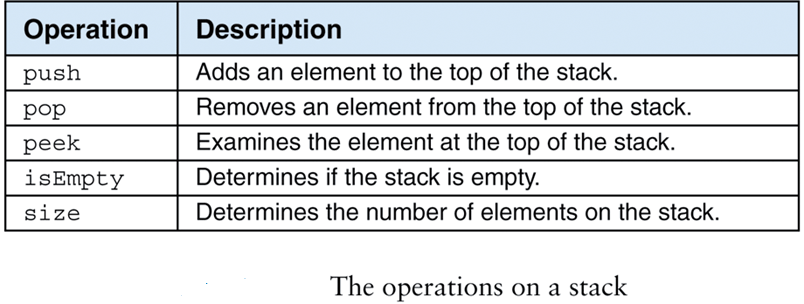 Operation Description
push Adds an element to the top of the stack.
pop Removes an element from the top of the stack.
peek Examines the element at the top of the stack.
isEmpty Determines if the stack is empty.
size Determines the number of elements on the stack.
The operations on a stack